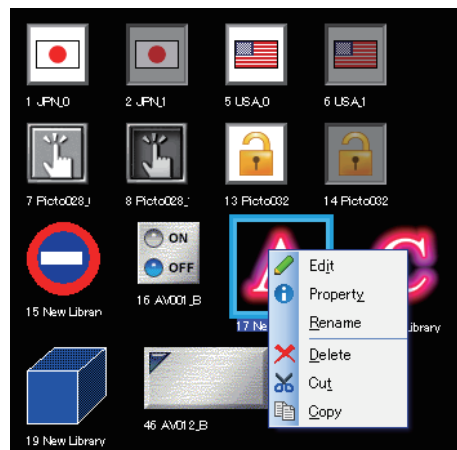 1 JPN_0
2 JPN_1
5 USA_0
6 USA_1
7 Picto028_
8 Picto028_
13 Picto032
14 Picto032
ON
OFF
15 New Librar
16 AV001_B
A
C
17 Ne
ibrary
Edit
Property
Rename
Delete
Cut
Copy
19 New Library
46 AV012_B